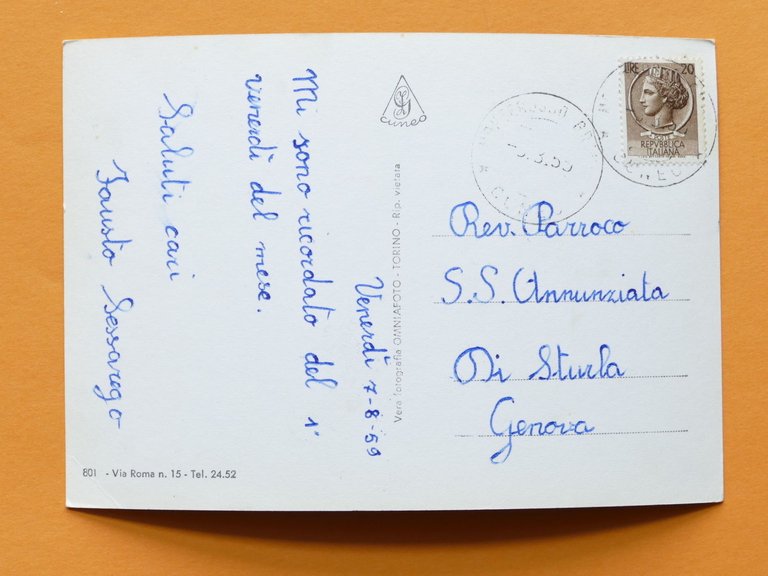 Venerdì 7-8-59
Mi sono ricordato del 1°
venerdì del mese.
Saluti cari
Fausto Sessarego
cuneo
Vera fotografia OMNIAFOTO - TORINO - Rip. vietata
LIRE 20
REPVBBLICA
ITALIANA
CUNEO
Rev. Parroco
S.S. Annunziata
Di Sturla
Genova
801 - Via Roma n. 15 - Tel. 24.52